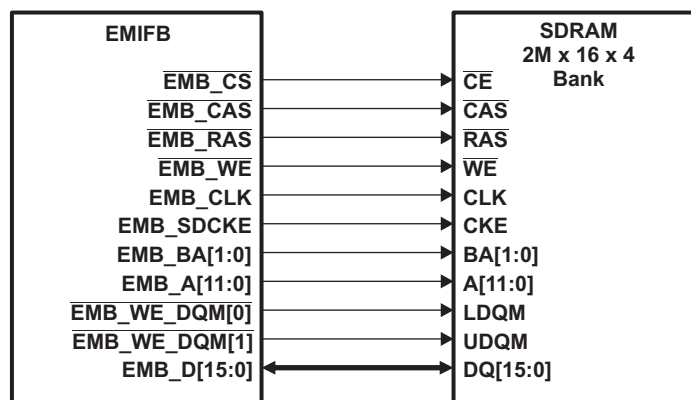 EMIFB
SDRAM
2M x 16 x 4
Bank
EMB_CS CE
EMB_CAS CAS
EMB_RAS RAS
EMB_WE WE
EMB_CLK CLK
EMB_SDCKE CKE
EMB_BA[1:0] BA[1:0]
EMB_A[11:0] A[11:0]
EMB_WE_DQM[0] LDQM
EMB_WE_DQM[1] UDQM
EMB_D[15:0] DQ[15:0]